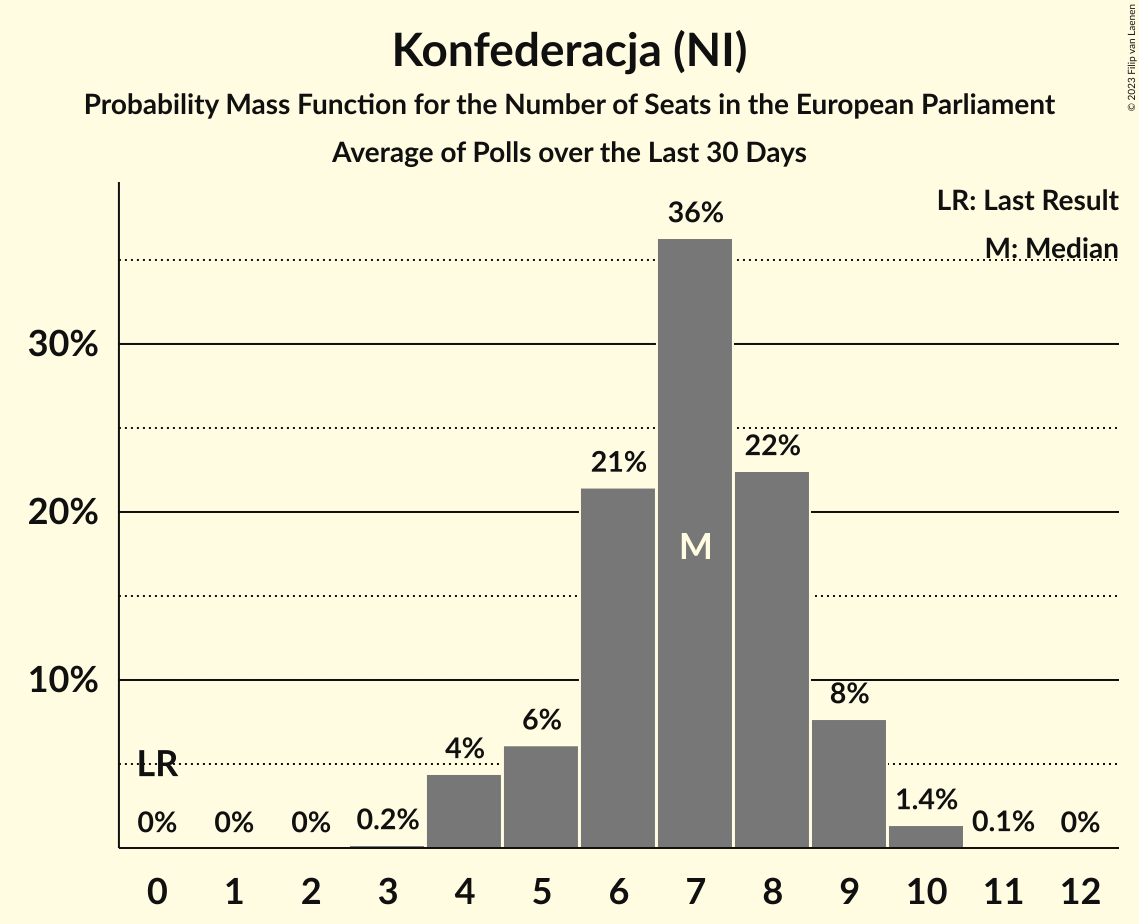 Konfederacja (NI)
Probability Mass Function for the Number of Seats in the European Parliament
Average of Polls over the Last 30 Days
© 2023 Filip van Laenen
LR: Last Result
M: Median
36%
30%
22%
21%
20%
M
10%
8%
6%
4%
LR
1.4%
0% 0% 0% 0.2% 0.1% 0%
0 1 2 3 4 5 6 7 8 9 10 11 12